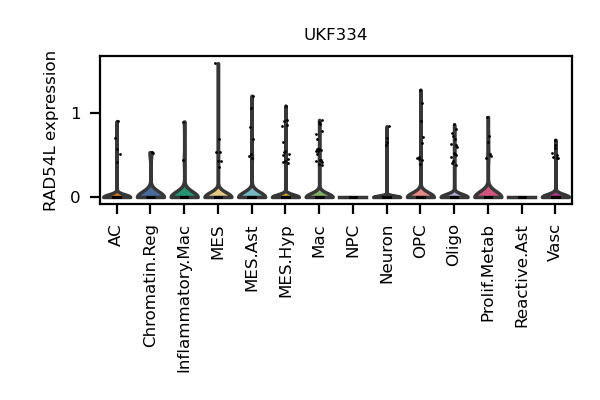 UKF334
RAD54L expression
1
0
AC
Chromatin.Reg
Inflammatory.Mac
MES
MES.Ast
MES.Hyp
Mac
NPC
Neuron
OPC
Oligo
Prolif.Metab
Reactive.Ast
Vasc